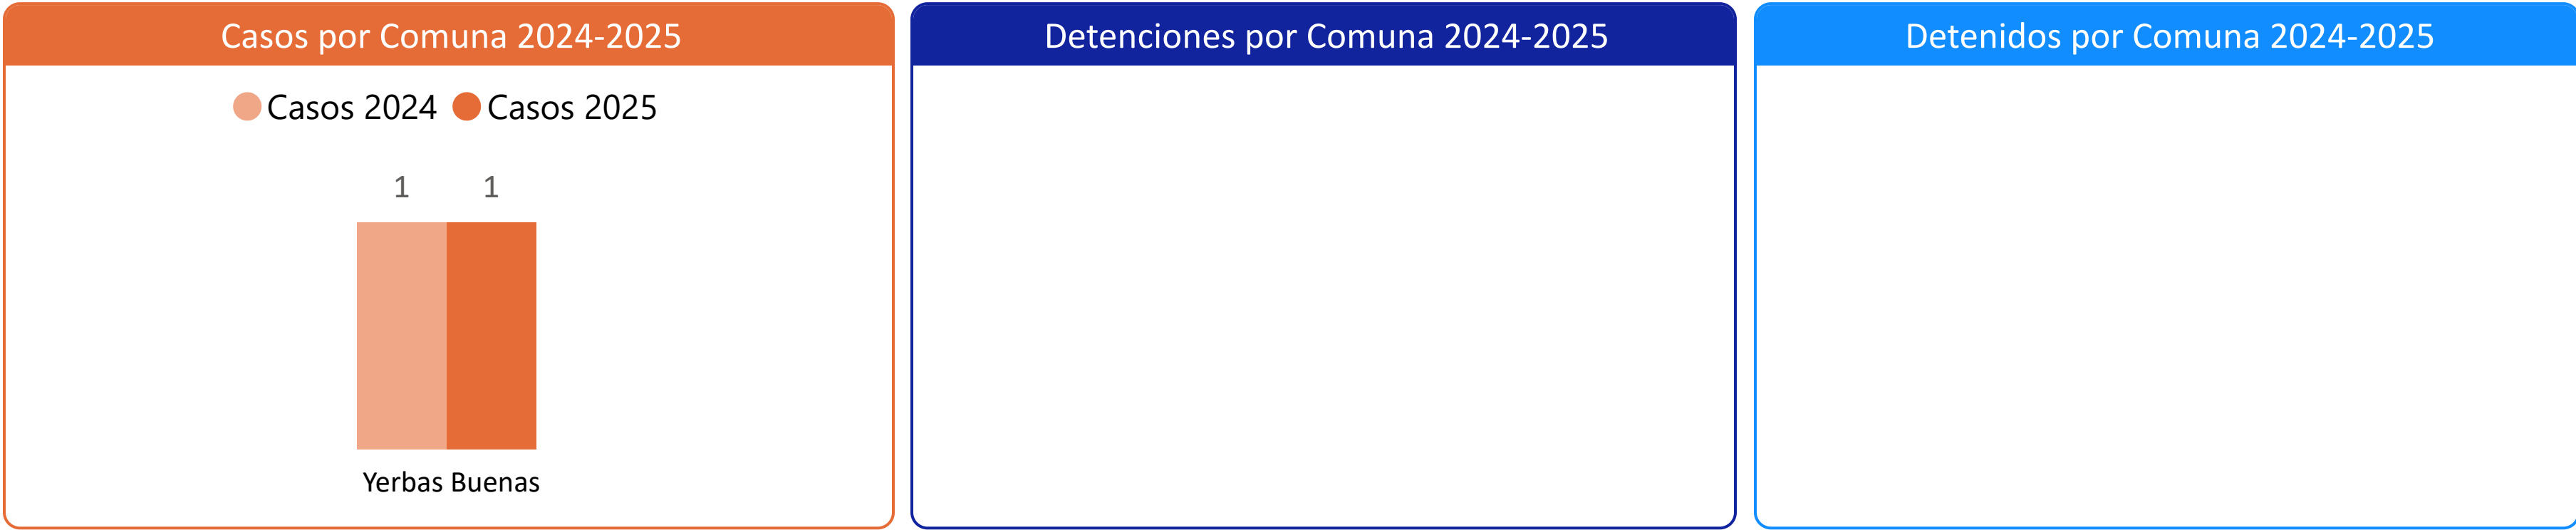 Casos por Comuna 2024-2025
Casos 2024 Casos 2025
1 1
Yerbas Buenas
Detenciones por Comuna 2024-2025
Detenidos por Comuna 2024-2025